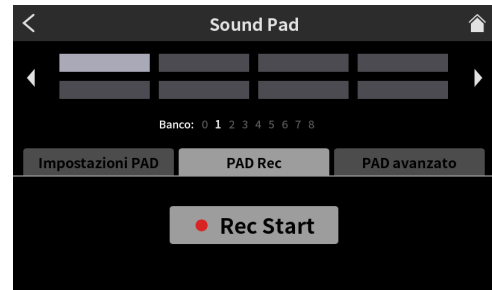 Sound Pad
Banco: 0 1 2 3 4 5 6 7 8
Impostazioni PAD PAD Rec PAD avanzato
Rec Start